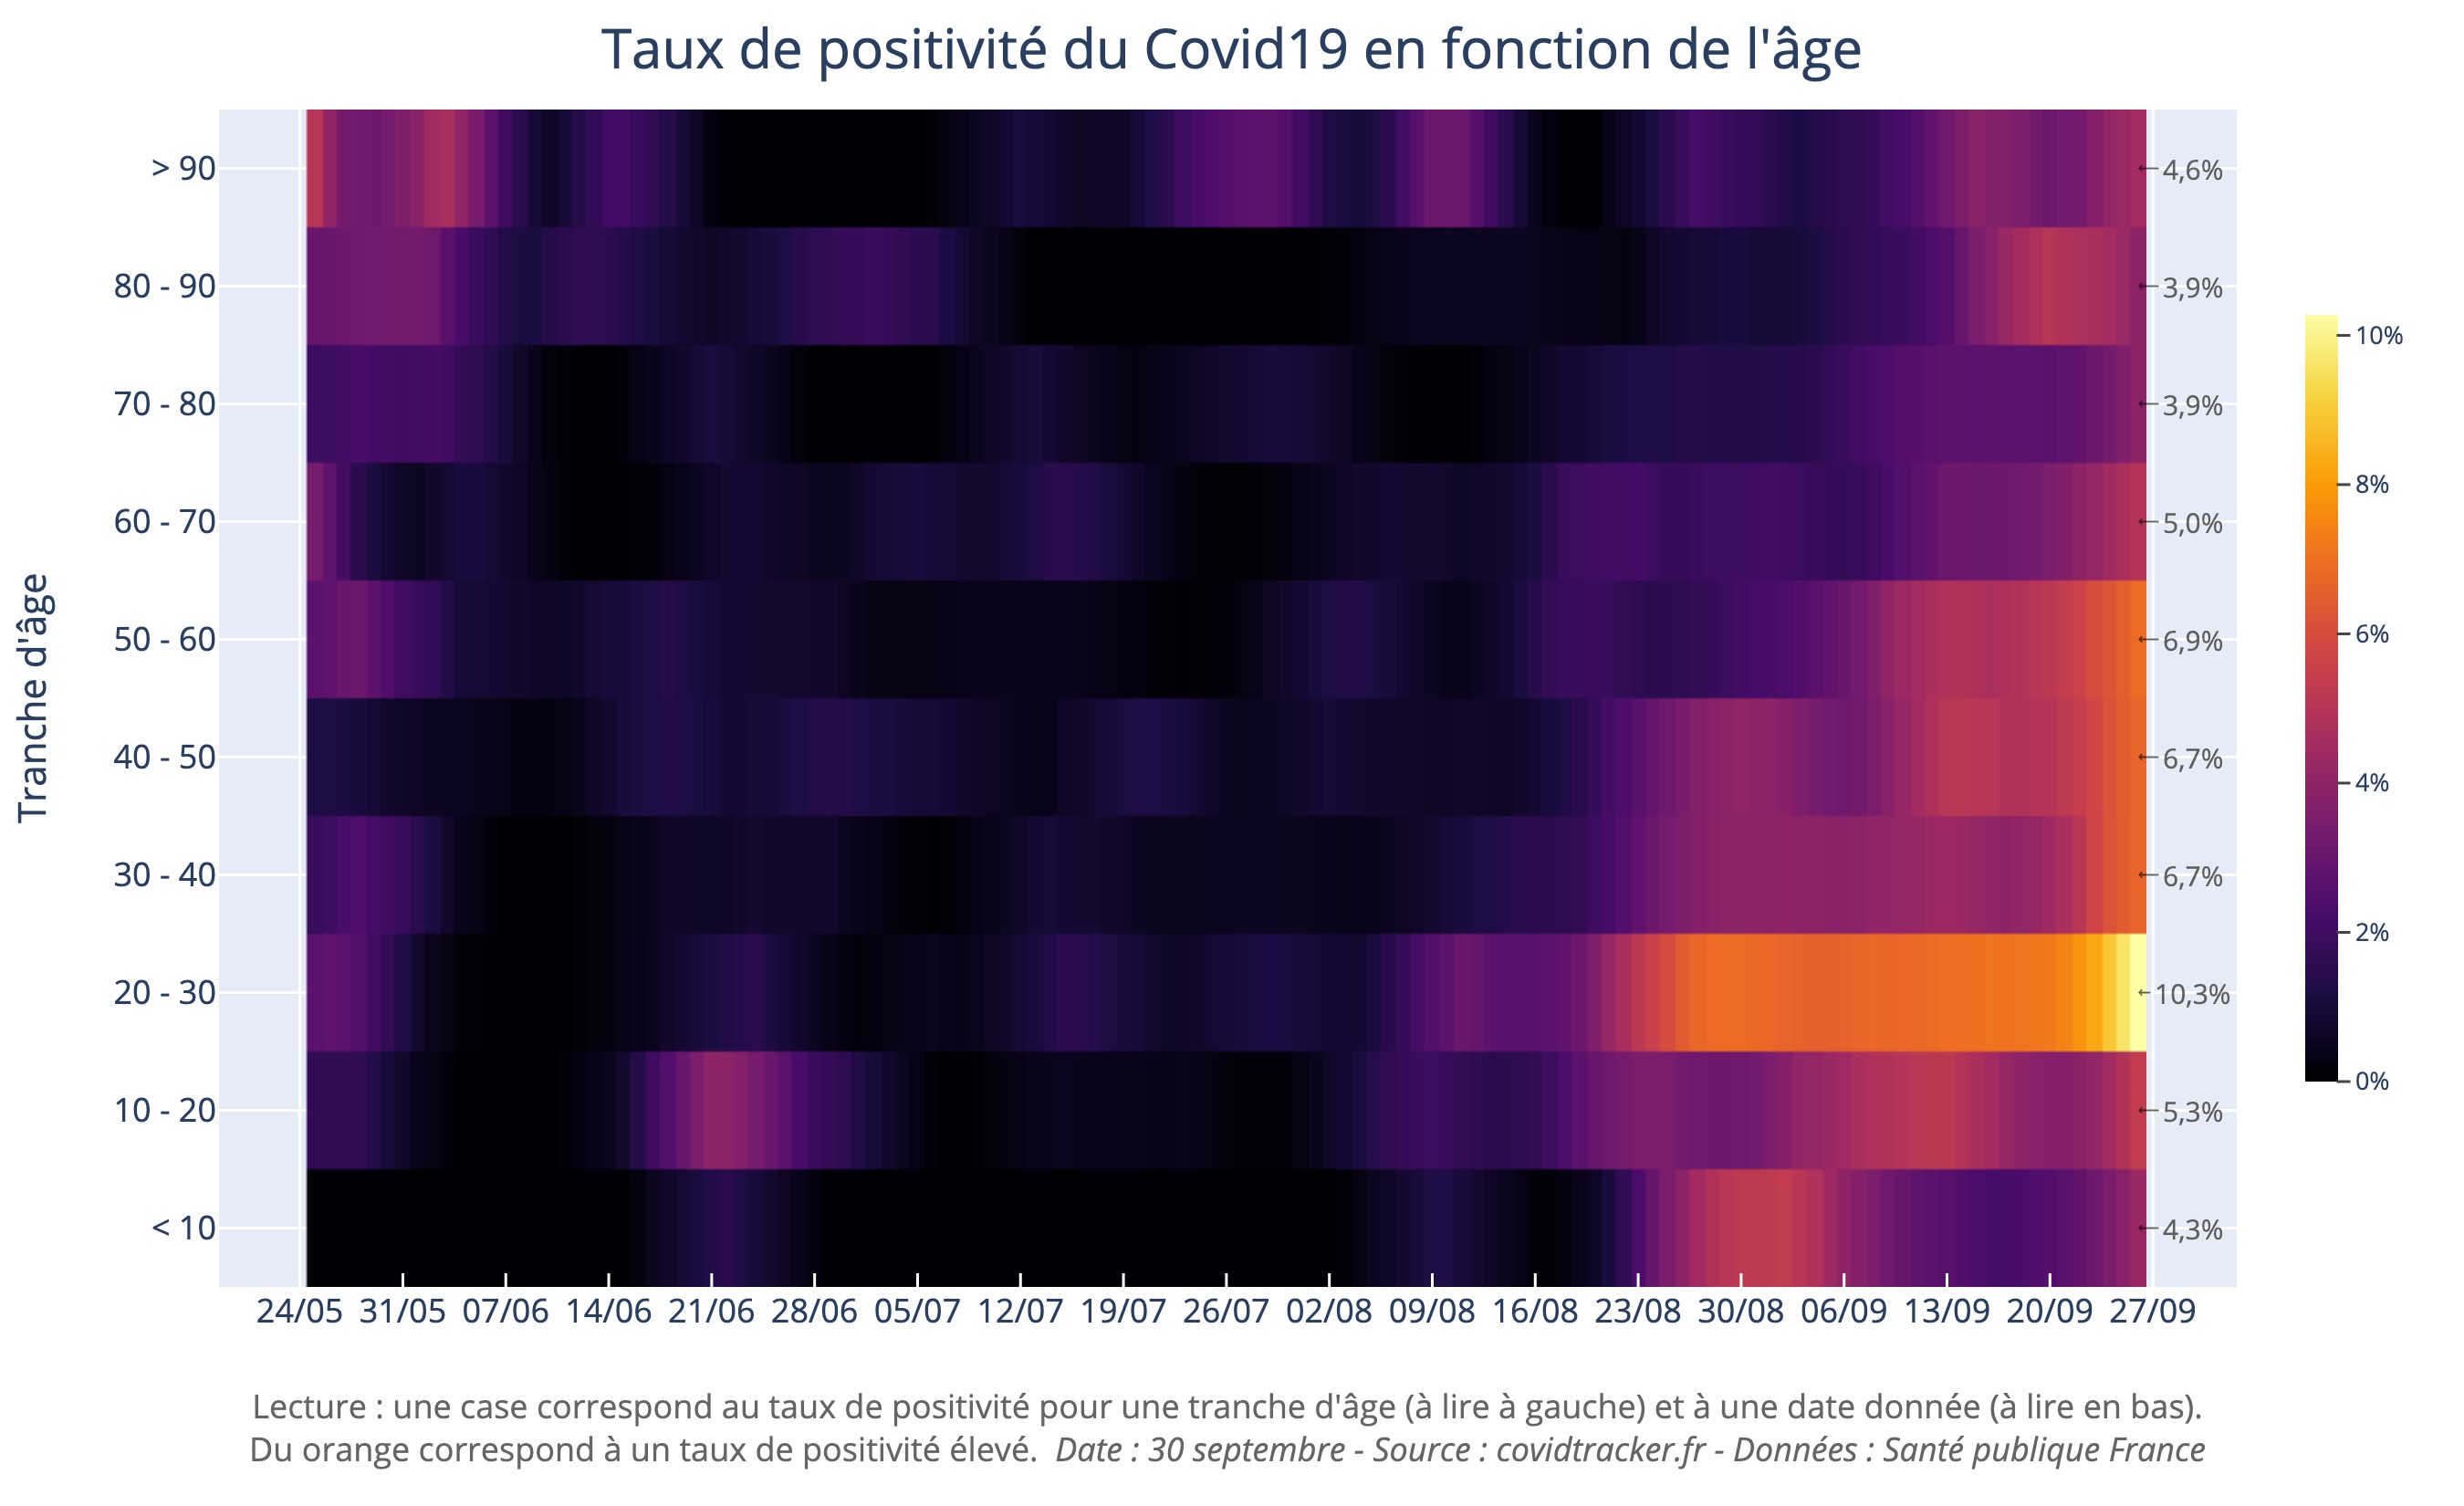 Taux de positivité du Covid19 en fonction de l'âge
Tranche d'âge
> 90
80 - 90
70 - 80
60 - 70
50 - 60
40 - 50
30 - 40
20 - 30
10 - 20
< 10
4,6%
3,9%
3,9%
5,0%
6,9%
6,7%
6,7%
10,3%
5,3%
4,3%
10%
8%
6%
4%
2%
0%
24/05 31/05 07/06 14/06 21/06 28/06 05/07 12/07 19/07 26/07 02/08 09/08 16/08 23/08 30/08 06/09 13/09 20/09 27/09
Lecture : une case correspond au taux de positivité pour une tranche d'âge (à lire à gauche) et à une date donnée (à lire en bas).
Du orange correspond à un taux de positivité élevé. Date : 30 septembre - Source : covidtracker.fr - Données : Santé publique France